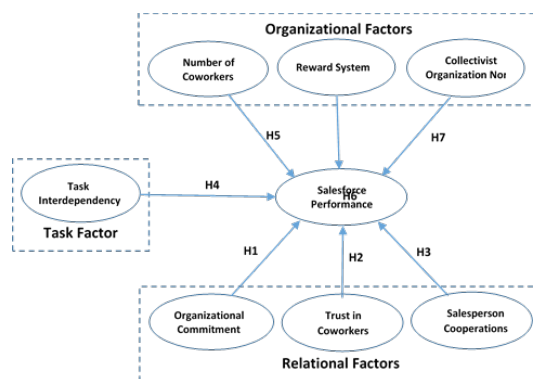 Organizational Factors
Number of
Coworkers
Reward System
Collectivist
Organization Nor
H5
H7
Task
Interdependency
Task Factor
H4
Salesforce
H6
Performance
H1
H2
H3
Organizational
Commitment
Trust in
Coworkers
Salesperson
Cooperations
Relational Factors